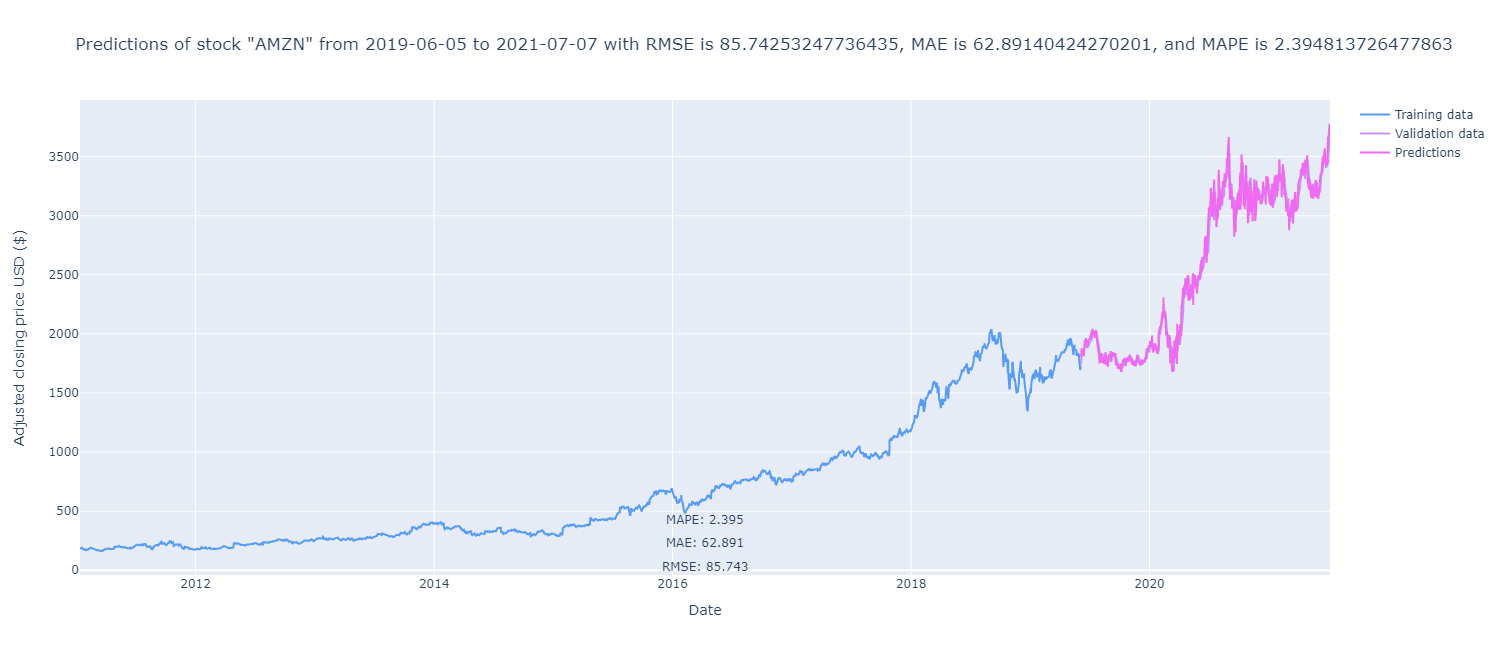 Predictions of stock "AMZN" from 2019-06-05 to 2021-07-07 with RMSE is 85.74253247736435, MAE is 62.89140424270201, and MAPE is 2.394813726477863
Training data
Validation data
Predictions
Adjusted closing price USD ($)
3500
3000
2500
2000
1500
1000
500
0
MAPE: 2.395
MAE: 62.891
RMSE: 85.743
2012
2014
2016
2018
2020
Date